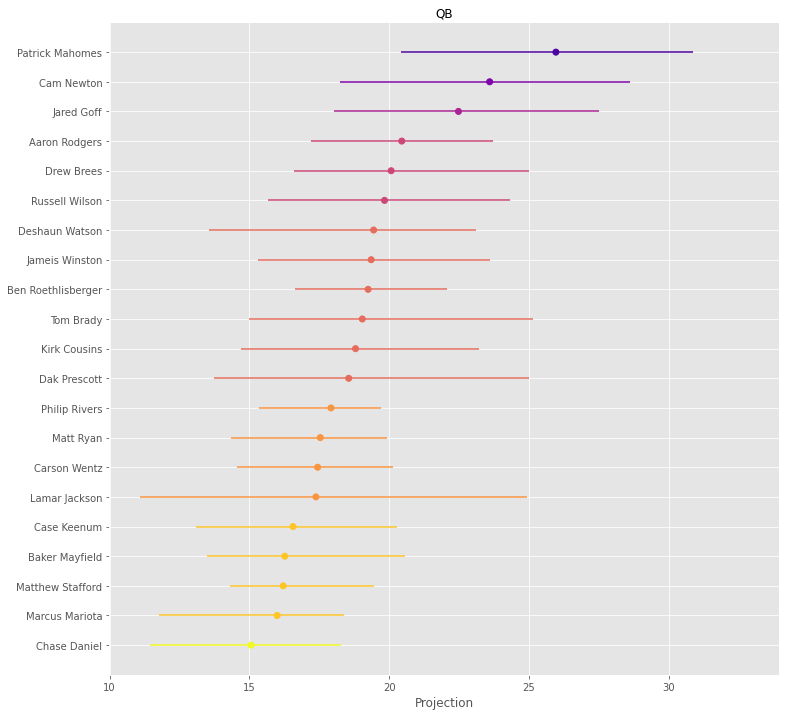 QB
Patrick Mahomes
Cam Newton
Jared Goff
Aaron Rodgers
Drew Brees
Russell Wilson
Deshaun Watson
Jameis Winston
Ben Roethlisberger
Tom Brady
Kirk Cousins
Dak Prescott
Philip Rivers
Matt Ryan
Carson Wentz
Lamar Jackson
Case Keenum
Baker Mayfield
Matthew Stafford
Marcus Mariota
Chase Daniel
10 15 20 25 30
Projection